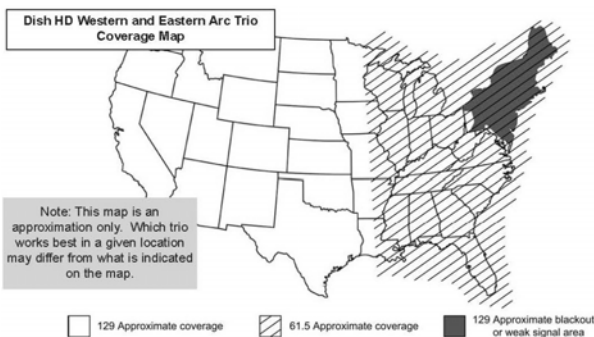 Dish HD Western and Eastern Arc Trio
Coverage Map
Note: This map is an
approximation only. Which trio
works best in a given location
may differ from what is indicated
on the map.
129 Approximate coverage
61.5 Approximate coverage
129 Approximate blackout
or weak signal area